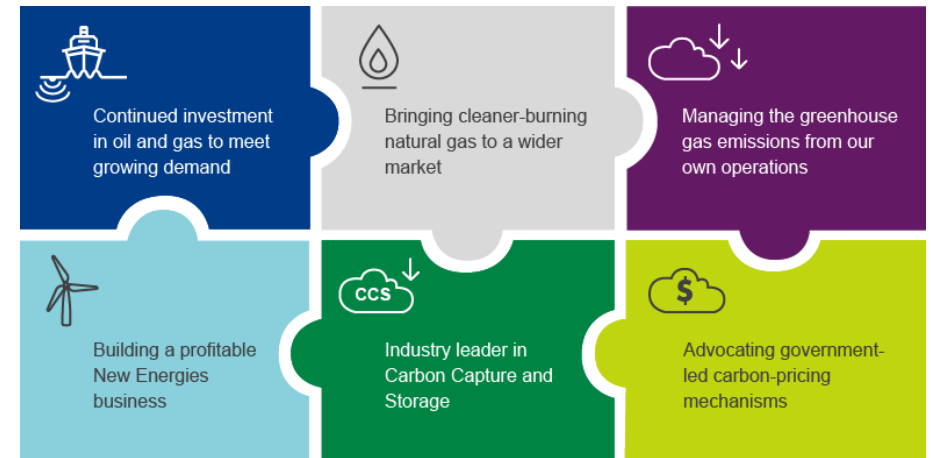 Continued investment
in oil and gas to meet
growing demand
Bringing cleaner-burning
natural gas to a wider
market
Managing the greenhouse
gas emissions from our
own operations
Building a profitable
New Energies
business
CCS
Industry leader in
Carbon Capture and
Storage
$
Advocating government-
led carbon-pricing
mechanisms